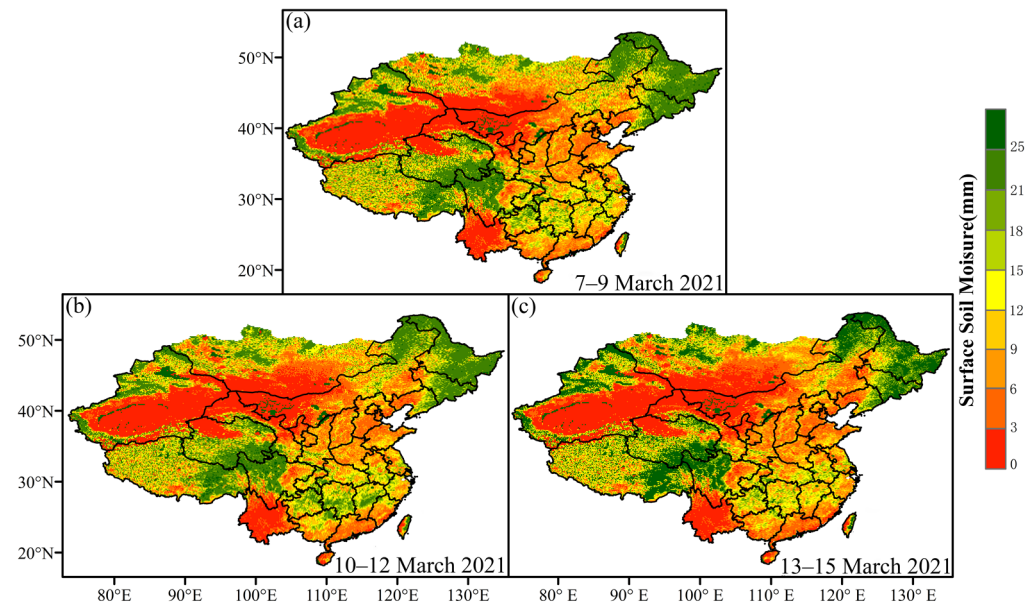 (a)
50°N
40°N
30°N
20°N
7–9 March 2021
(b)
50°N
40°N
30°N
20°N
10–12 March 2021
80°E 90°E 100°E 110°E 120°E 130°E
(c)
13–15 March 2021
80° E 90° E 100° E 110° E 120° E 130° E
Surface Soil Moisure(mm)
25
21
18
15
12
9
6
3
0